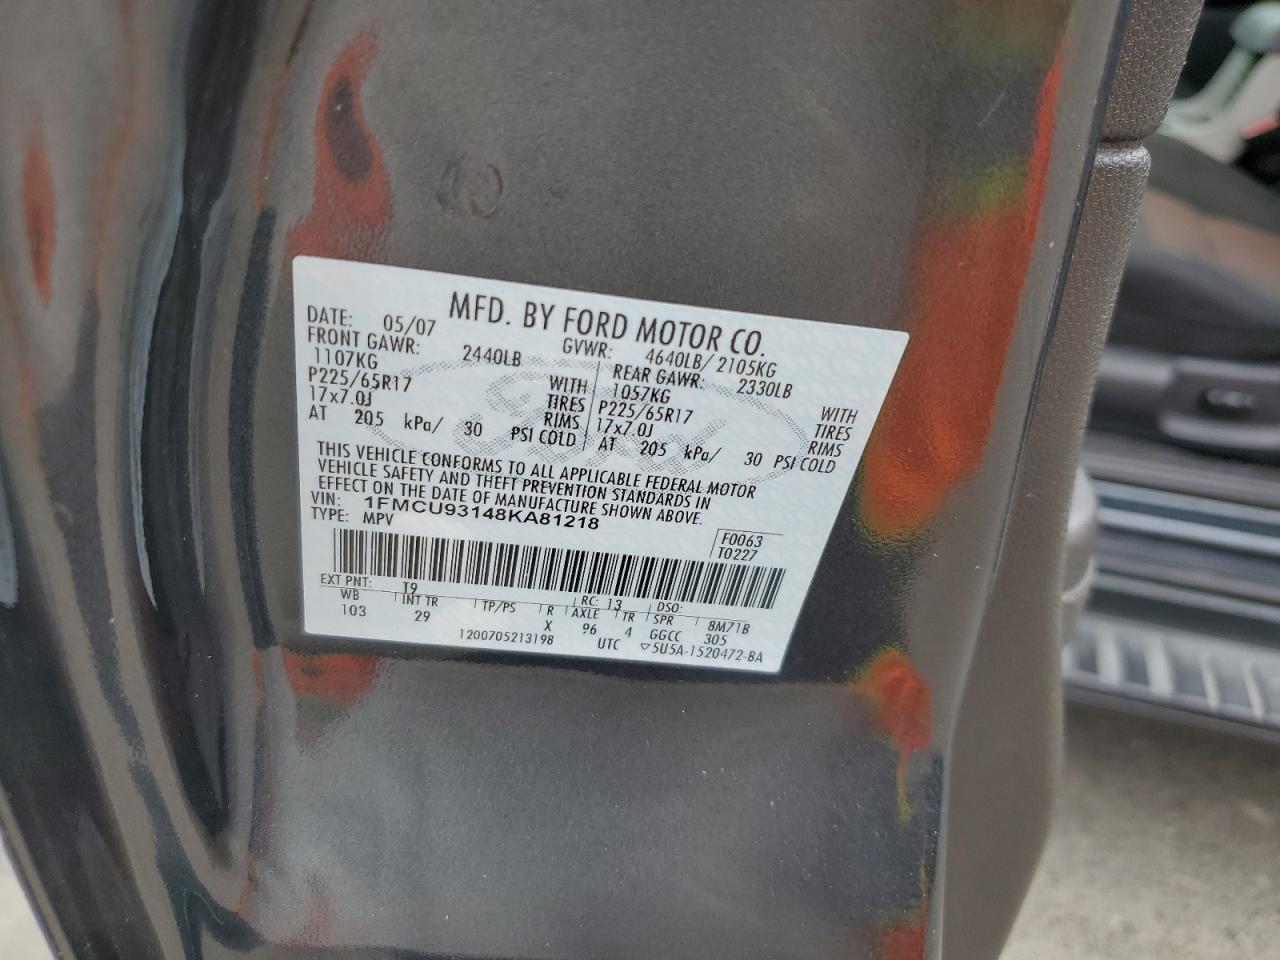 MFD. BY FORD MOTOR CO.
DATE: 05/07 GVWR: 4640LB/ 2105KG
FRONT GAWR: 2440LB REAR GAWR: 2330LB
1107KG WITH 1057KG WITH
P225/65R17 TIRES P225/65R17 TIRES
17x7.0J RIMS 17x7.0J RIMS
AT 205 kPa/ 30 PSI COLD AT 205 kPa/ 30 PSI COLD
THIS VEHICLE CONFORMS TO ALL APPLICABLE FEDERAL MOTOR
VEHICLE SAFETY AND THEFT PREVENTION STANDARDS IN
EFFECT ON THE DATE OF MANUFACTURE SHOWN ABOVE.
VIN: 1FMCU93148KA81218
TYPE: MPV
F0063
T0227
EXT PNT: T9 RC: 13 DSO:
WB INT TR TP/PS R AXLE TR SPR 8M71B
103 29 X 96 4 GGCC 305
1200705213198 UTC ▽5U5A-1520472-BA